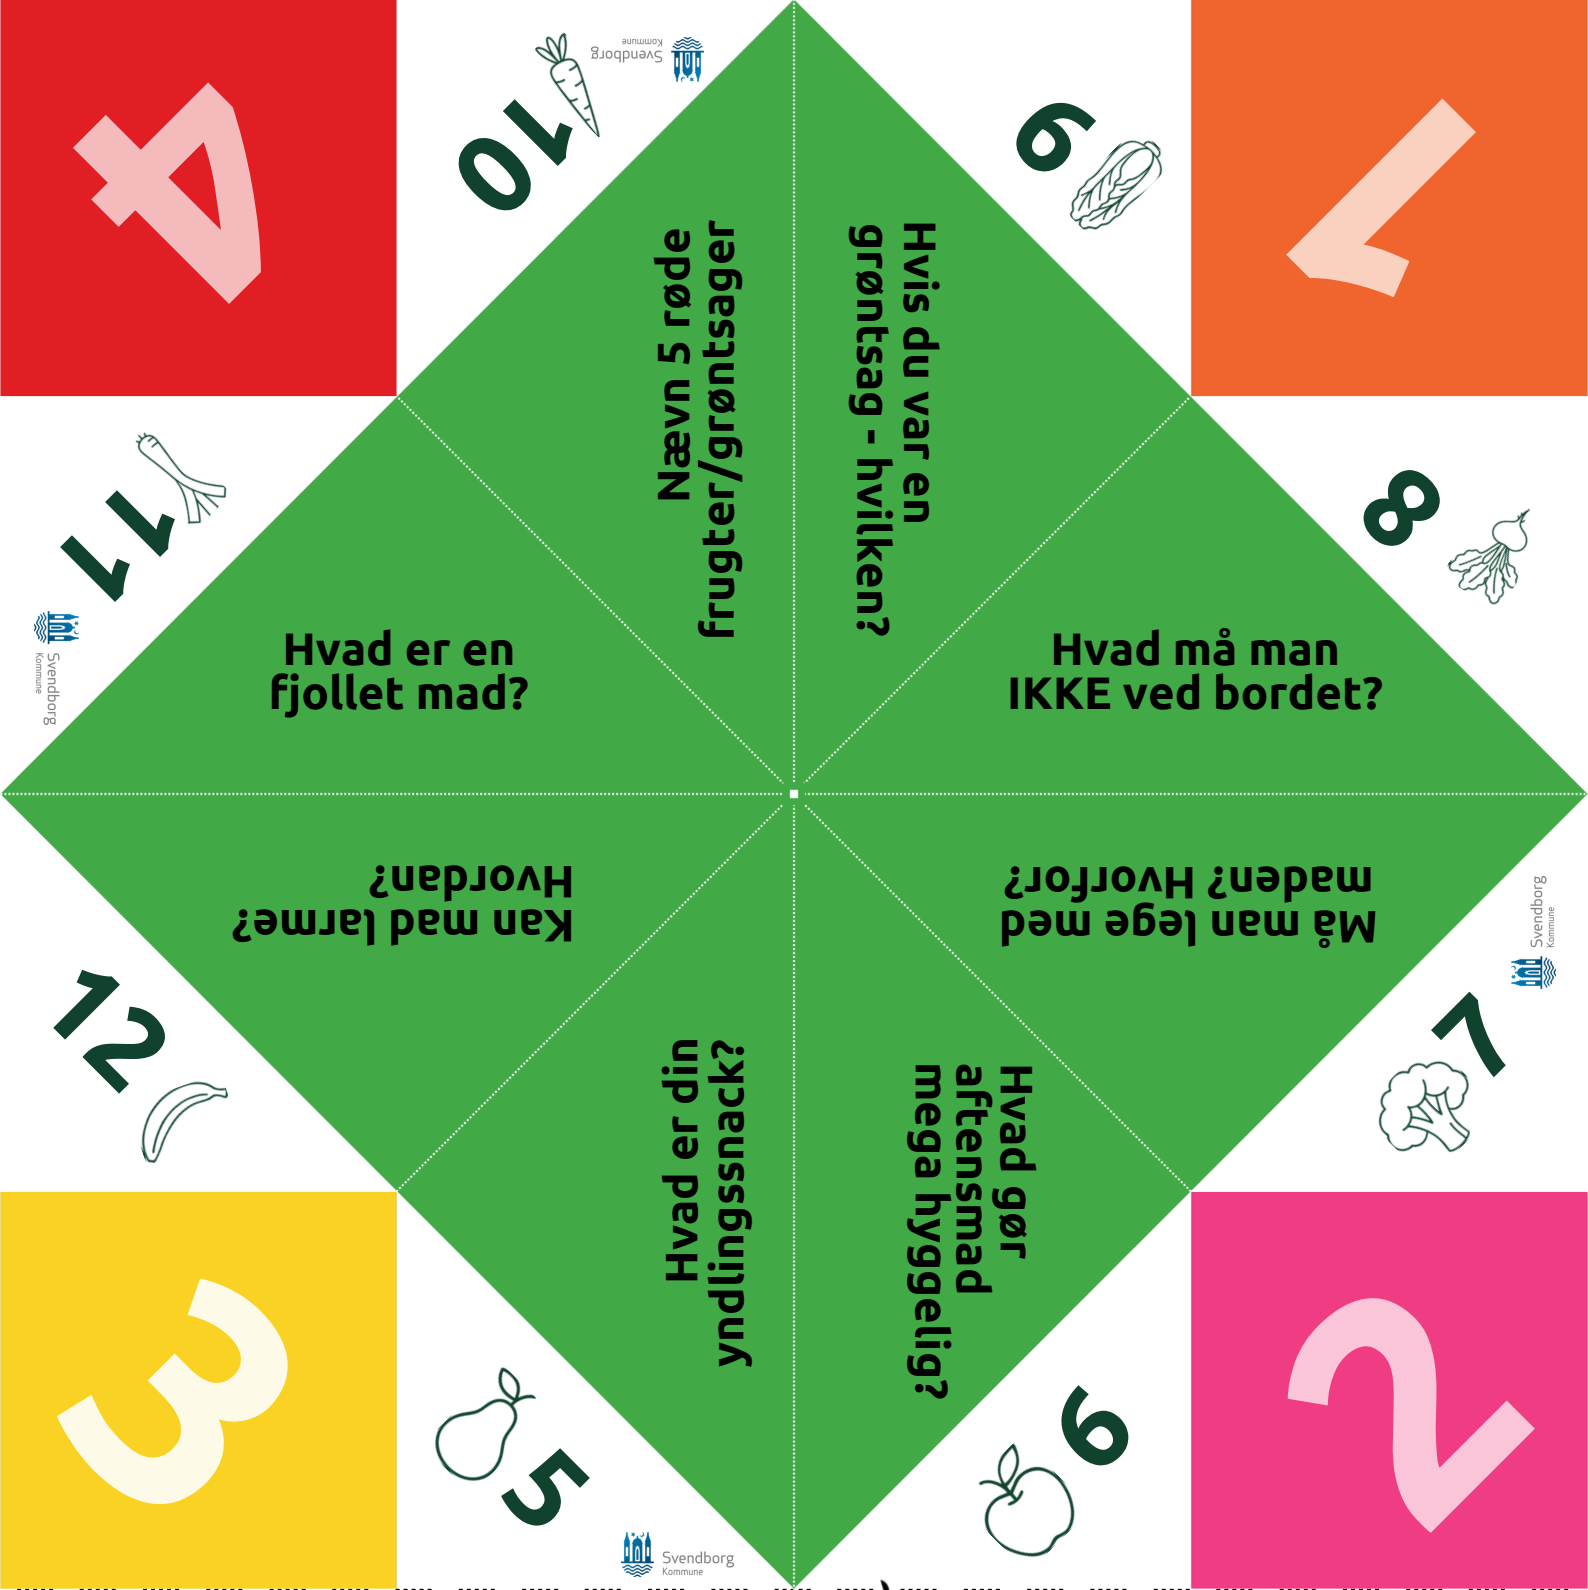 4
10
Svendborg
Kommune
9
1
Nævn 5 røde
frugter/grøntsager
Hvis du var en
grøntsag - hvilken?
11
Svendborg
Kommune
8
Hvad er en
fjollet mad?
Hvad må man
IKKE ved bordet?
Kan mad larme?
Hvordan?
Må man lege med
maden? Hvorfor?
Svendborg
Kommune
12
7
Hvad er din
yndlingssnack?
Hvad gør
aftensmad
mega hyggelig?
3
5
Svendborg
Kommune
6
2